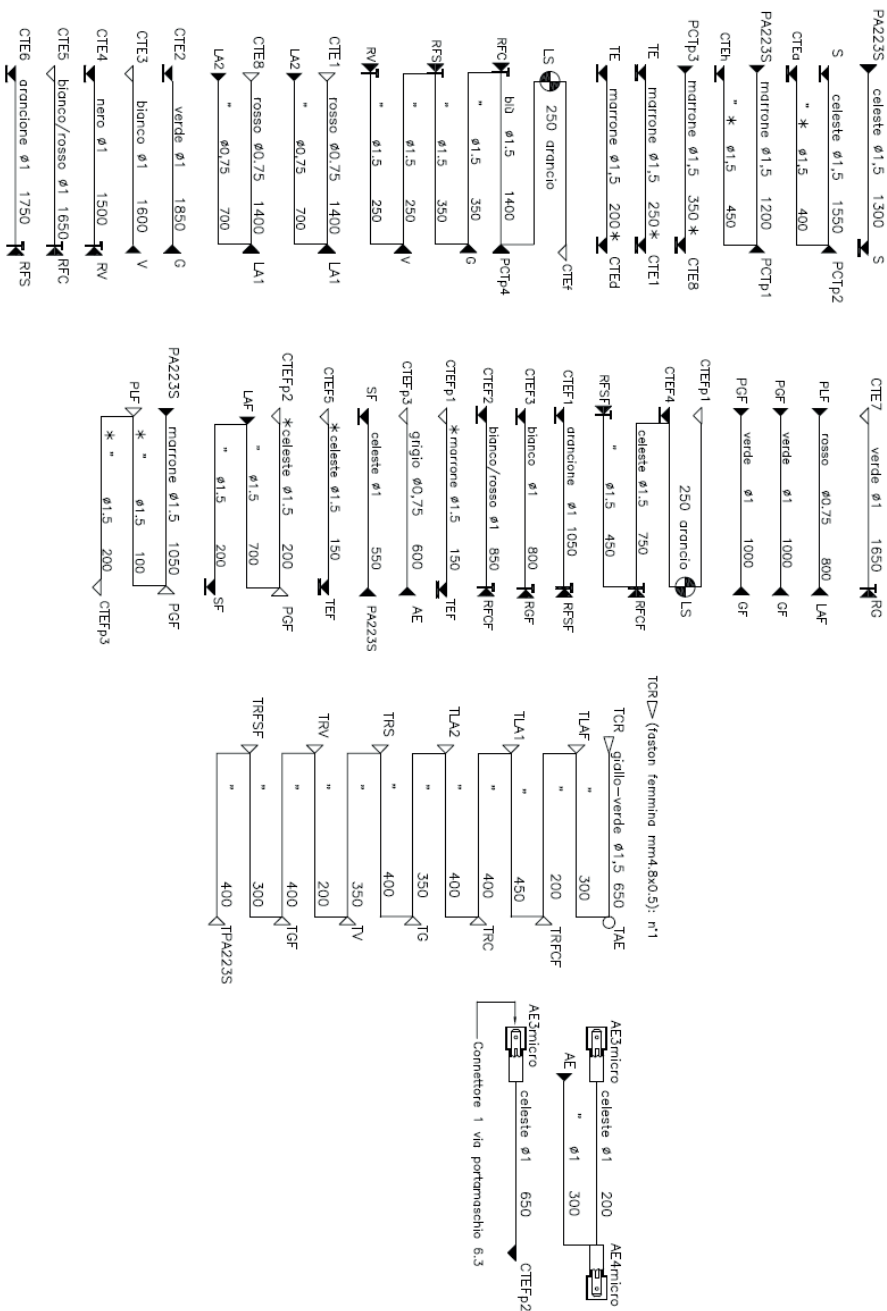 PA223S celeste ø1,5 1300 S
S celeste ø1,5 1550 PCTp2
CTEa " * ø1,5 400
PA223S marrone ø1,5 1200 PCTp1
CTEh " * ø1,5 450
PCTp3 marrone ø1,5 350 * CTE8
TE marrone ø1,5 250 * CTE1
TE marrone ø1,5 200 * CTEd
LS 250 arancio CTEf
RFC blù ø1.5 1400 PCTp4
" ø1.5 350 G
RFS " ø1.5 350
" ø1.5 250 V
RV " ø1.5 250
CTE1 rosso ø0.75 1400 LA1
LA2 " ø0,75 700
CTE8 rosso ø0.75 1400 LA1
LA2 " ø0,75 700
CTE2 verde ø1 1850 G
CTE3 bianco ø1 1600 V
CTE4 nero ø1 1500 RV
CTE5 bianco/rosso ø1 1650 RFC
CTE6 arancione ø1 1750 RFS
CTE7 verde ø1 1650 RG
PLF rosso ø0.75 800 LAF
PGF verde ø1 1000 GF
PGF verde ø1 1000 GF
CTEFp1 250 arancio LS
CTEF4 celeste ø1.5 750 RFCF
RFSF " ø1.5 450
CTEF1 arancione ø1 1050 RFSF
CTEF3 bianco ø1 800 RGF
CTEF2 bianco/rosso ø1 850 RFCF
CTEFp1 *marrone ø1.5 150 TEF
CTEFp3 grigio ø0,75 600 AE
SF celeste ø1 550 PA223S
CTEF5 *celeste ø1.5 150 TEF
CTEFp2 *celeste ø1.5 200 PGF
LAF " ø1.5 700
" ø1.5 200 SF
PA223S marrone ø1.5 1050 PGF
PLF * " ø1.5 100
* " ø1.5 200 CTEFp3
TCR (faston femmina mm4.8x0.5): n°1
TCR giallo-verde ø1,5 650 TAE
TLAF " 300
200 TRFCF
TLA1 " 450
400 TRC
TLA2 " 400
" 350 TG
TRS " 400
" 350 TV
TRV " 200
" 400 TGF
TRFSF " 300
" 400 TPA223S
AE3micro celeste ø1 200 AE4micro
AE " ø1 300
AE3micro celeste ø1 650 CTEFp2
Connettore 1 via portamaschio 6.3